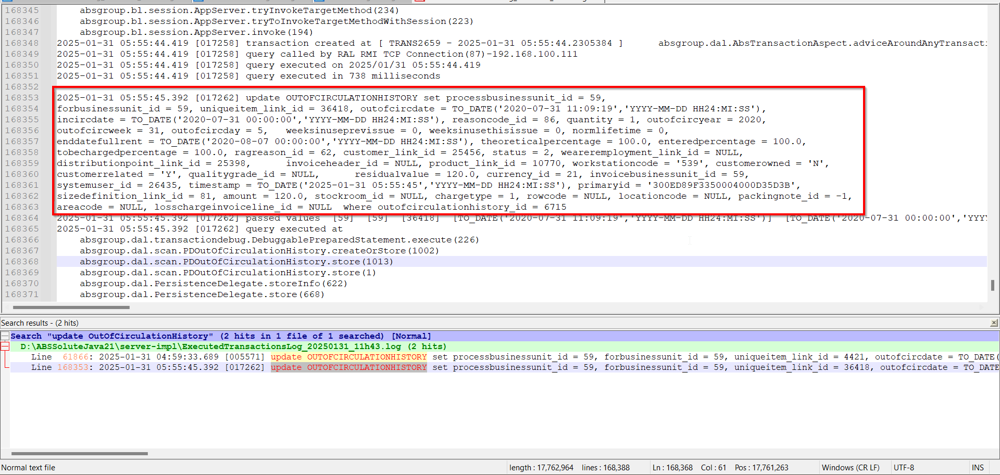 168345 absgroup.bl.session.AppServer.tryInvokeTargetMethod(234)
168346 absgroup.bl.session.AppServer.tryToInvokeTargetMethodWithSession(223)
168347 absgroup.bl.session.AppServer.invoke(194)
168348 2025-01-31 05:55:44.419 [017258] transaction created at [ TRANS2659 - 2025-01-31 05:55:44.2305384 ] absgroup.dal.AbsTransactionAspect.adviceAroundAnyTransacti
168349 2025-01-31 05:55:44.419 [017258] query called by RAL RMI TCP Connection(87)-192.168.100.111
168350 2025-01-31 05:55:44.419 [017258] query executed on 2025/01/31 05:55:44.419
168351 2025-01-31 05:55:44.419 [017258] query executed in 738 milliseconds
168352
168353 2025-01-31 05:55:45.392 [017262] update OUTOFCIRCULATIONHISTORY set processbusinessunit_id = 59,
168354 forbusinessunit_id = 59, uniqueitem_link_id = 36418, outofcircdate = TO_DATE('2020-07-31 11:09:19','YYYY-MM-DD HH24:MI:SS'),
168355 incircdate = TO_DATE('2020-07-31 00:00:00','YYYY-MM-DD HH24:MI:SS'), reasoncode_id = 86, quantity = 1, outofcircyear = 2020,
168356 outofcircweek = 31, outofcircday = 5, weeksinuseprevissue = 0, weeksinusethisissue = 0, normlifetime = 0,
168357 enddatefullrent = TO_DATE('2020-08-07 00:00:00','YYYY-MM-DD HH24:MI:SS'), theoreticalpercentage = 100.0, enteredpercentage = 100.0,
168358 tobechargedpercentage = 100.0, ragreason_id = 62, customer_link_id = 25456, status = 2, weareremployment_link_id = NULL,
168359 distributionpoint_link_id = 25398, invoiceheader_id = NULL, product_link_id = 10770, workstationcode = '539', customerowned = 'N',
168360 customerrelated = 'Y', qualitygrade_id = NULL, residualvalue = 120.0, currency_id = 21, invoicebusinessunit_id = 59,
168361 systemuser_id = 26435, timestamp = TO_DATE('2025-01-31 05:55:45','YYYY-MM-DD HH24:MI:SS'), primaryid = '300ED89F3350004000D35D3B',
168362 sizedefinition_link_id = 81, amount = 120.0, stockroom_id = NULL, chargetype = 1, rowcode = NULL, locationcode = NULL, packingnote_id = -1,
168363 areacode = NULL, losschargeinvoiceline_id = NULL where outofcirculationhistory_id = 6715
168364 2025-01-31 05:55:45.392 [017262] passed values [59] [59] [36418] [TO_DATE('2020-07-31 11:09:19','YYYY-MM-DD HH24:MI:SS')] [TO_DATE('2020-07-31 00:00:00','YYY
168365 2025-01-31 05:55:45.392 [017262] query executed at
168366 absgroup.dal.transactiondebug.DebuggablePreparedStatement.execute(226)
168367 absgroup.dal.scan.PDOutOfCirculationHistory.createOrStore(1002)
168368 absgroup.dal.scan.PDOutOfCirculationHistory.store(1013)
168369 absgroup.dal.scan.PDOutOfCirculationHistory.store(1)
168370 absgroup.dal.PersistenceDelegate.storeInfo(622)
168371 absgroup.dal.PersistenceDelegate.store(668)
Search results - (2 hits)
Search "update OutOfCirculationHistory" (2 hits in 1 file of 1 searched) [Normal]
D:\ABSSoluteJava21\server-impl\ExecutedTransactionsLog_20250131_11h43.log (2 hits)
Line 61866: 2025-01-31 04:59:33.689 [005571] update OUTOFCIRCULATIONHISTORY set processbusinessunit_id = 59, forbusinessunit_id = 59, uniqueitem_link_id = 4421, outofcircdate = TO_DATE(
Line 168353: 2025-01-31 05:55:45.392 [017262] update OUTOFCIRCULATIONHISTORY set processbusinessunit_id = 59, forbusinessunit_id = 59, uniqueitem_link_id = 36418, outofcircdate = TO_DATE
Normal text file length : 17,762,964 lines : 168,388 Ln : 168,368 Col : 61 Pos : 17,761,263 Windows (CR LF) UTF-8 INS